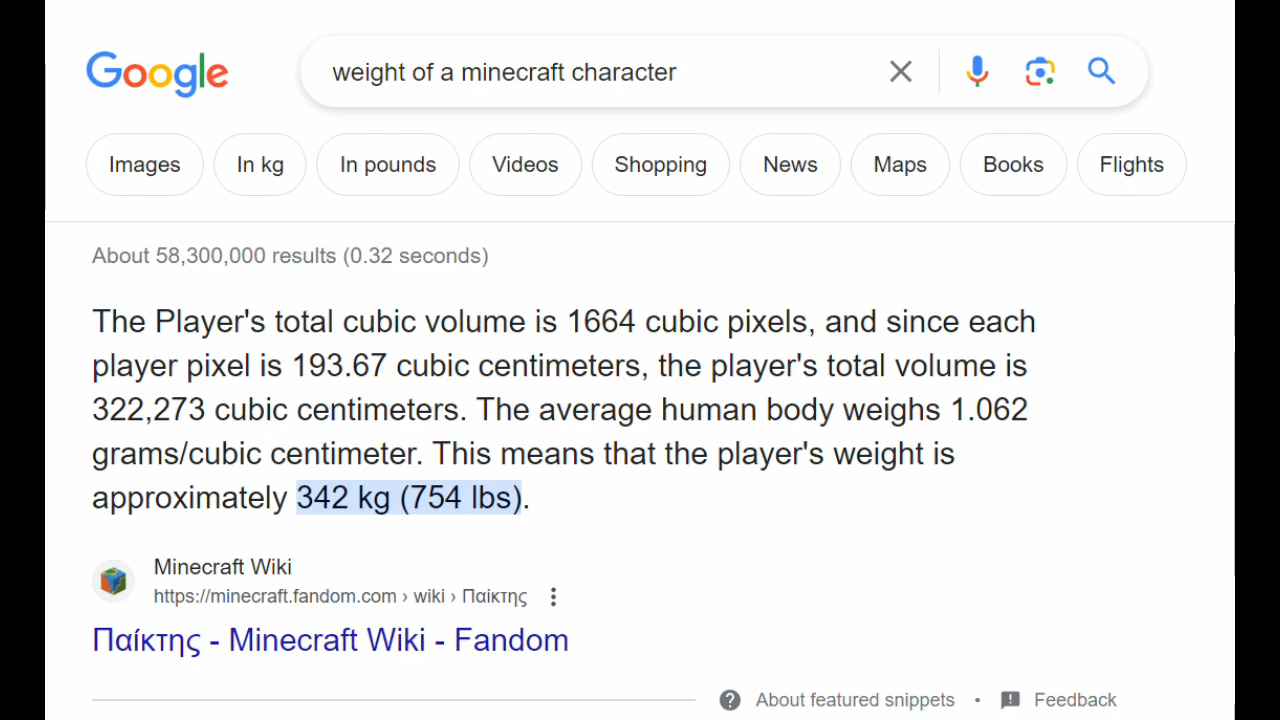 Google
weight of a minecraft character
Images
In kg
In pounds
Videos
Shopping
News
Maps
Books
Flights
About 58,300,000 results (0.32 seconds)
The Player's total cubic volume is 1664 cubic pixels, and since each
player pixel is 193.67 cubic centimeters, the player's total volume is
322,273 cubic centimeters. The average human body weighs 1.062
grams/cubic centimeter. This means that the player's weight is
approximately 342 kg (754 lbs).
Minecraft Wiki
https://minecraft.fandom.com › wiki › Παίκτης
Παίκτης - Minecraft Wiki - Fandom
About featured snippets • Feedback